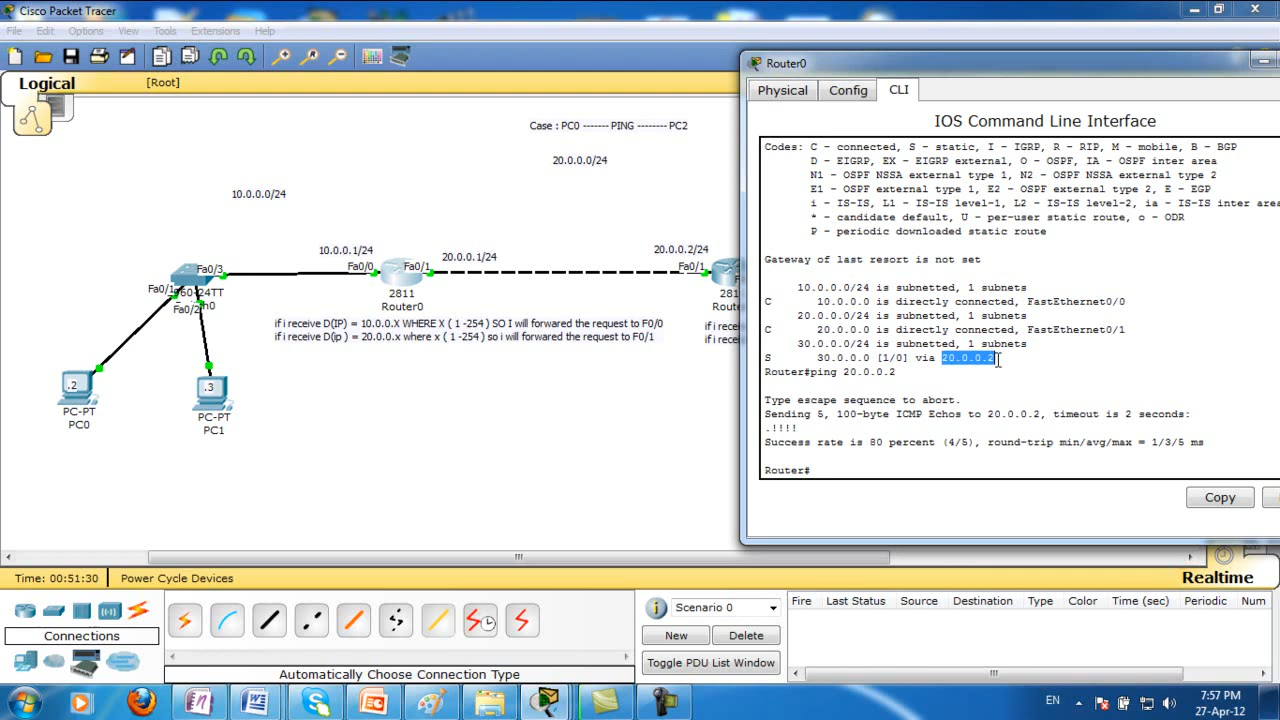 Cisco Packet Tracer
File Edit Options View Tools Extensions Help
Logical
[Root]
Case : PC0 ------- PING -------- PC2
20.0.0.0/24
10.0.0.0/24
10.0.0.1/24
20.0.0.1/24
20.0.0.2/24
Fa0/3
Fa0/0
Fa0/1
Fa0/1
2811
Router0
Fa0/1
Fa0/2
if i receive D(IP) = 10.0.0.X WHERE X ( 1 -254 ) SO I will forwarded the request to F0/0
if i receive D(ip ) = 20.0.0.x where x ( 1 -254 ) so i will forwarded the request to F0/1
.2
PC-PT
PC0
.3
PC-PT
PC1
Router0
Physical Config CLI
IOS Command Line Interface
Codes: C - connected, S - static, I - IGRP, R - RIP, M - mobile, B - BGP
D - EIGRP, EX - EIGRP external, O - OSPF, IA - OSPF inter area
N1 - OSPF NSSA external type 1, N2 - OSPF NSSA external type 2
E1 - OSPF external type 1, E2 - OSPF external type 2, E - EGP
i - IS-IS, L1 - IS-IS level-1, L2 - IS-IS level-2, ia - IS-IS inter area
* - candidate default, U - per-user static route, o - ODR
P - periodic downloaded static route
Gateway of last resort is not set
10.0.0.0/24 is subnetted, 1 subnets
C 10.0.0.0 is directly connected, FastEthernet0/0
20.0.0.0/24 is subnetted, 1 subnets
C 20.0.0.0 is directly connected, FastEthernet0/1
30.0.0.0/24 is subnetted, 1 subnets
S 30.0.0.0 [1/0] via 20.0.0.2
Router#ping 20.0.0.2
Type escape sequence to abort.
Sending 5, 100-byte ICMP Echos to 20.0.0.2, timeout is 2 seconds:
.!!!!
Success rate is 80 percent (4/5), round-trip min/avg/max = 1/3/5 ms
Router#
Copy
Time: 00:51:30 Power Cycle Devices
Realtime
Connections
Automatically Choose Connection Type
Scenario 0
New Delete
Toggle PDU List Window
Fire Last Status Source Destination Type Color Time (sec) Periodic Num
EN
7:57 PM
27-Apr-12